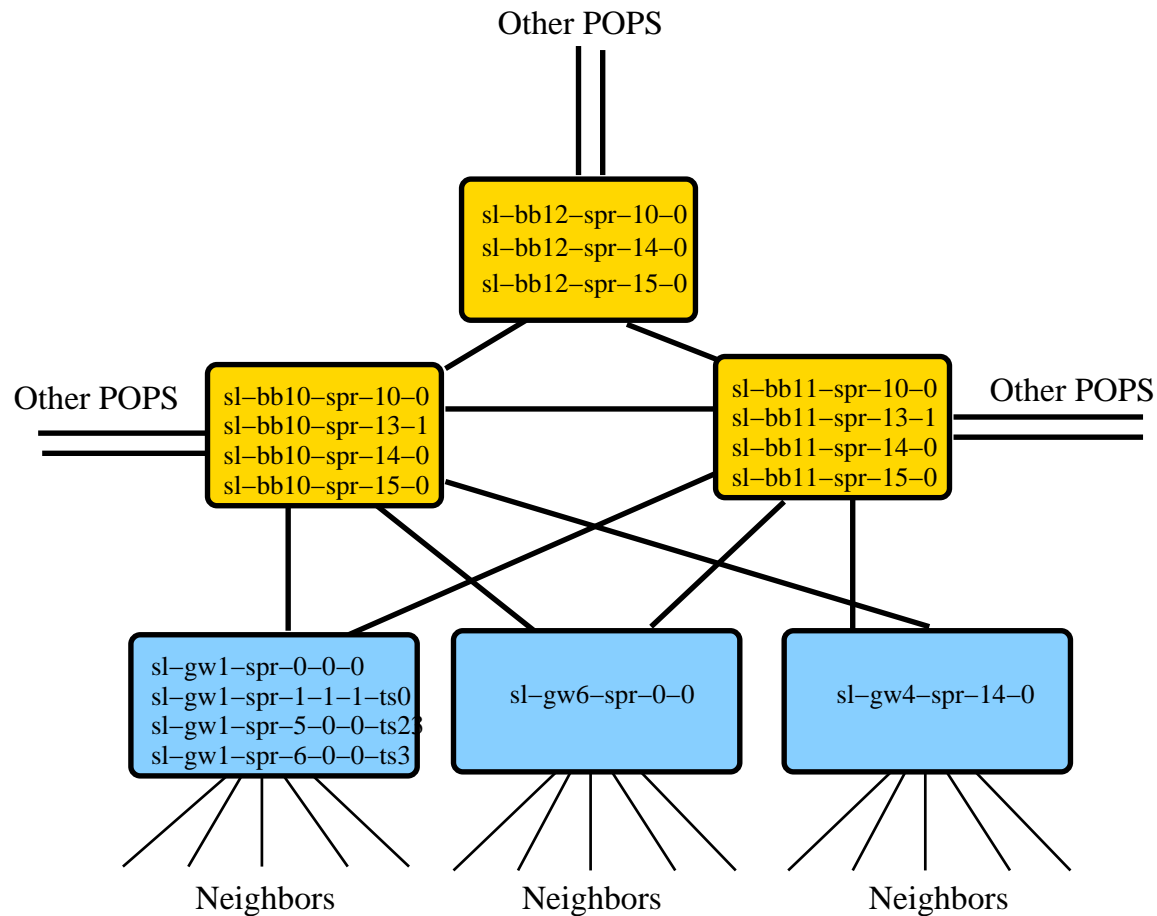 Other POPS
sl–bb12–spr–10–0
sl–bb12–spr–14–0
sl–bb12–spr–15–0
Other POPS
sl–bb10–spr–10–0
sl–bb10–spr–13–1
sl–bb10–spr–14–0
sl–bb10–spr–15–0
sl–bb11–spr–10–0
sl–bb11–spr–13–1
sl–bb11–spr–14–0
sl–bb11–spr–15–0
Other POPS
sl–gw1–spr–0–0–0
sl–gw1–spr–1–1–1–ts0
sl–gw1–spr–5–0–0–ts23
sl–gw1–spr–6–0–0–ts3
sl–gw6–spr–0–0
sl–gw4–spr–14–0
Neighbors
Neighbors
Neighbors